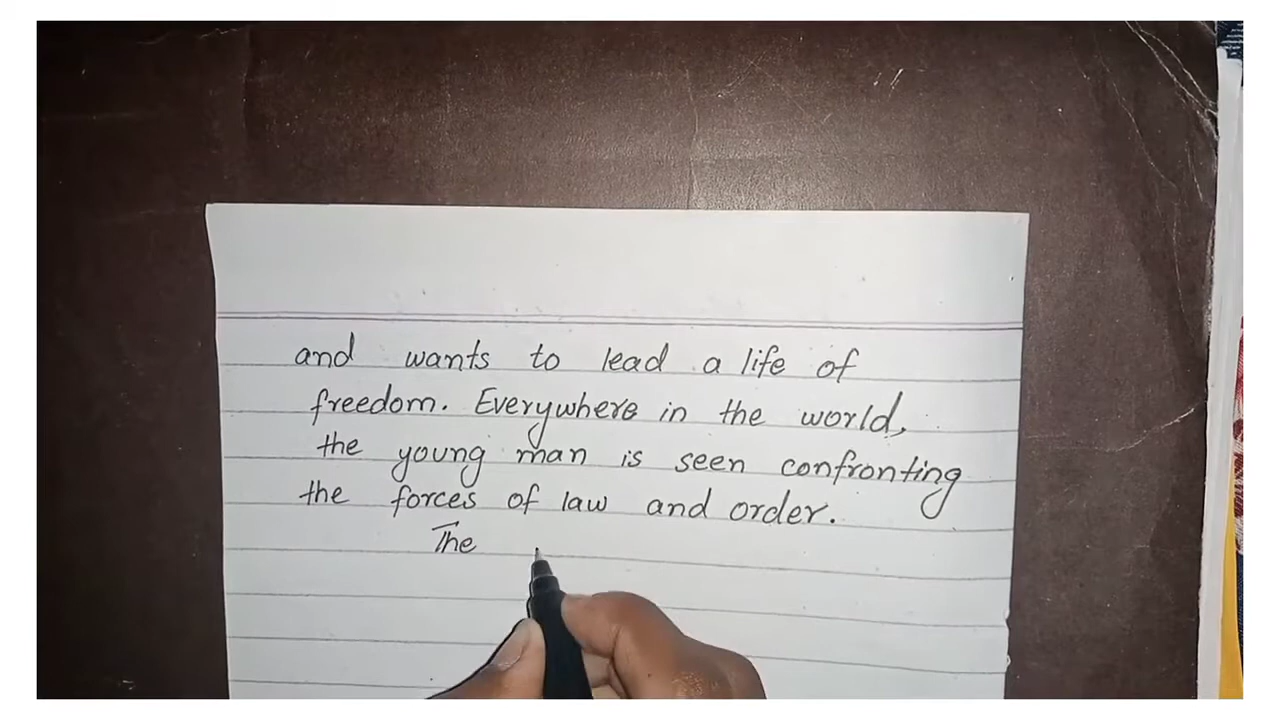 and wants to lead a life of
freedom. Everywhere in the world,
the young man is seen confronting
the forces of law and order.
The